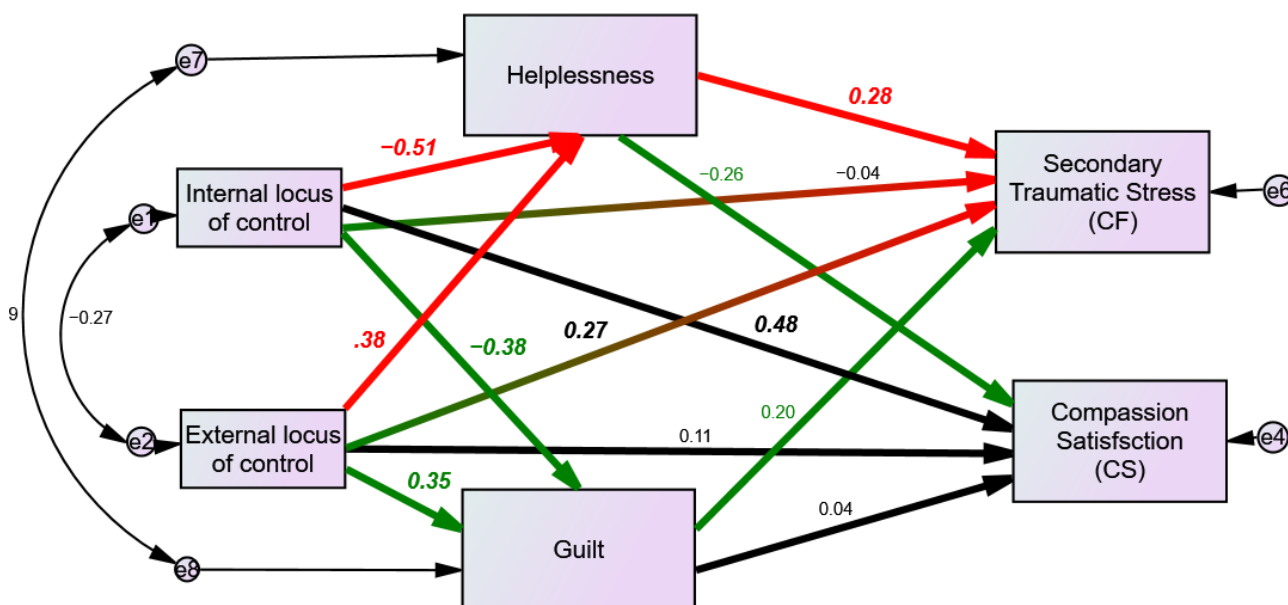 e7
Helplessness
0.28
−0.51
−0.26
−0.04
Secondary
Traumatic Stress
(CF)
e6
Internal locus
of control
e1
9
−0.27
.38
0.27
0.48
−0.38
0.20
Compassion
Satisfsction
(CS)
e4
e2
External locus
of control
0.11
0.35
0.04
Guilt
e8